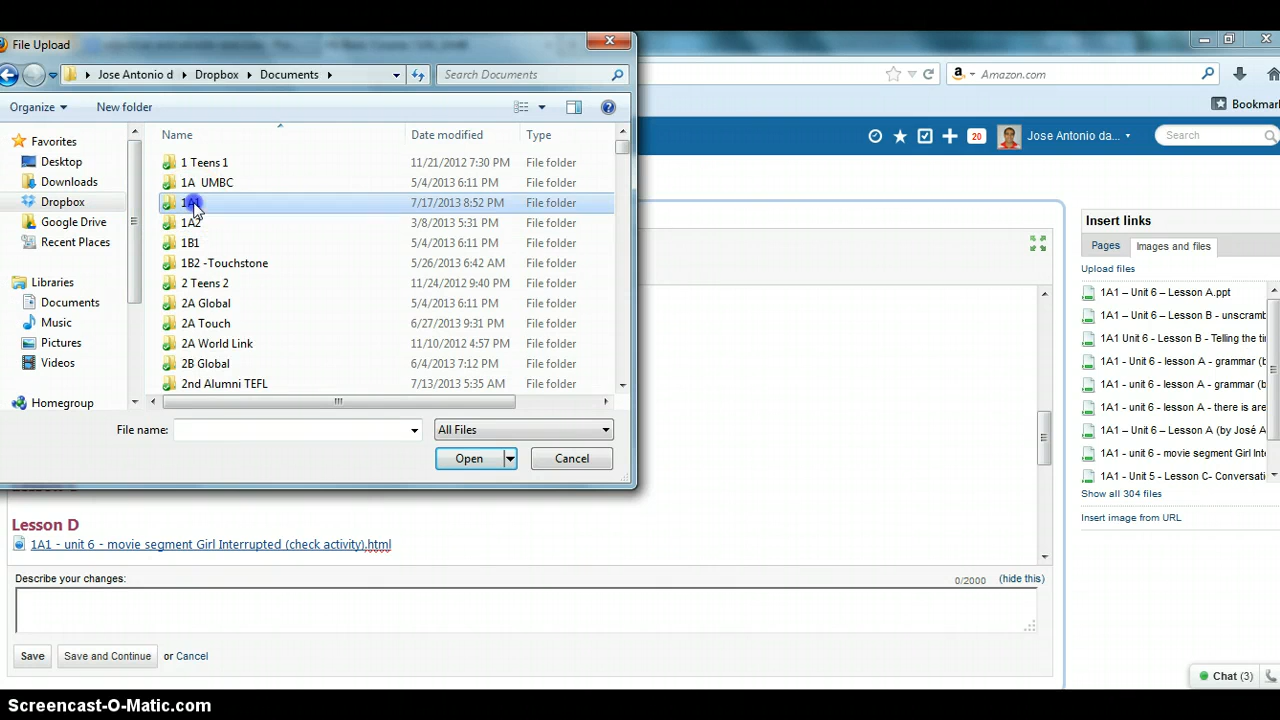 File Upload
Jose Antonio d
Dropbox
Documents
Search Documents
Amazon.com
Organize
New folder
Bookmar
20
Jose Antonio da...
Search
Name
Date modified
Type
Favorites
Desktop
Downloads
Dropbox
Google Drive
Recent Places
Libraries
Documents
Music
Pictures
Videos
Homegroup
1 Teens 1 11/21/2012 7:30 PM File folder
1A UMBC 5/4/2013 6:11 PM File folder
1A1 7/17/2013 8:52 PM File folder
1A2 3/8/2013 5:31 PM File folder
1B1 5/4/2013 6:11 PM File folder
1B2 -Touchstone 5/26/2013 6:42 AM File folder
2 Teens 2 11/24/2012 9:40 PM File folder
2A Global 5/4/2013 6:11 PM File folder
2A Touch 6/27/2013 9:31 PM File folder
2A World Link 11/10/2012 4:57 PM File folder
2B Global 6/4/2013 7:12 PM File folder
2nd Alumni TEFL 7/13/2013 5:35 AM File folder
File name:
All Files
Open
Cancel
Insert links
Pages
Images and files
Upload files
1A1 – Unit 6 – Lesson A.ppt
1A1 – Unit 6 – Lesson B - unscramb
1A1 Unit 6 - Lesson B - Telling the ti
1A1 - Unit 6 - lesson A - grammar (b
1A1 - unit 6 - lesson A - grammar (b
1A1 - unit 6 - lesson A - there is are
1A1 – Unit 6 – Lesson A (by José A
1A1 - unit 6 - movie segment Girl Int
1A1 - Unit 5 - Lesson C- Conversati
Show all 304 files
Insert image from URL
Lesson D
1A1 - unit 6 - movie segment Girl Interrupted (check activity).html
Describe your changes:
0/2000
(hide this)
Save
Save and Continue
or Cancel
Chat (3)
Screencast-O-Matic.com